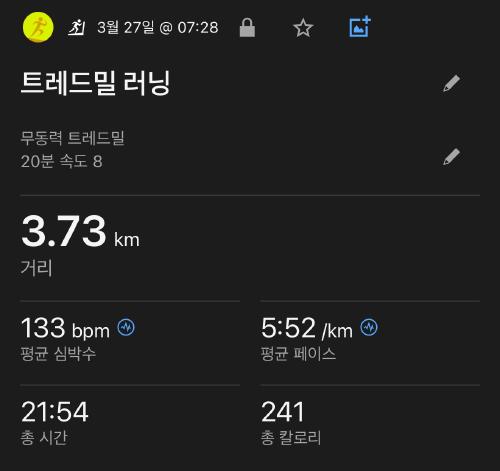 3월 27일 @ 07:28
트레드밀 러닝
무동력 트레드밀
20분 속도 8
3.73 km
거리
133 bpm 5:52 /km
평균 심박수 평균 페이스
21:54 241
총 시간 총 칼로리